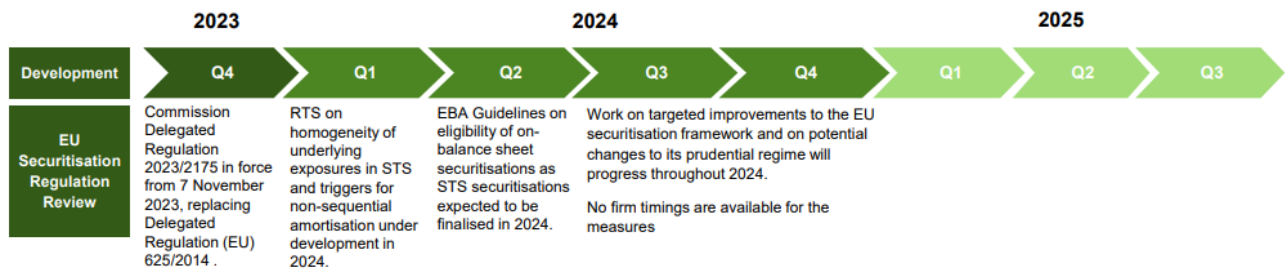 2023
2024
2025
Development
Q4
Q1
Q2
Q3
Q4
Q1
Q2
Q3
EU
Securitisation
Regulation
Review
Commission
Delegated
Regulation
2023/2175 in force
from 7 November
2023, replacing
Delegated
Regulation (EU)
625/2014 .
RTS on
homogeneity of
underlying
exposures in STS
and triggers for
non-sequential
amortisation under
development in
2024.
EBA Guidelines on
eligibility of on-
balance sheet
securitisations as
STS securitisations
expected to be
finalised in 2024.
Work on targeted improvements to the EU
securitisation framework and on potential
changes to its prudential regime will
progress throughout 2024.
No firm timings are available for the
measures